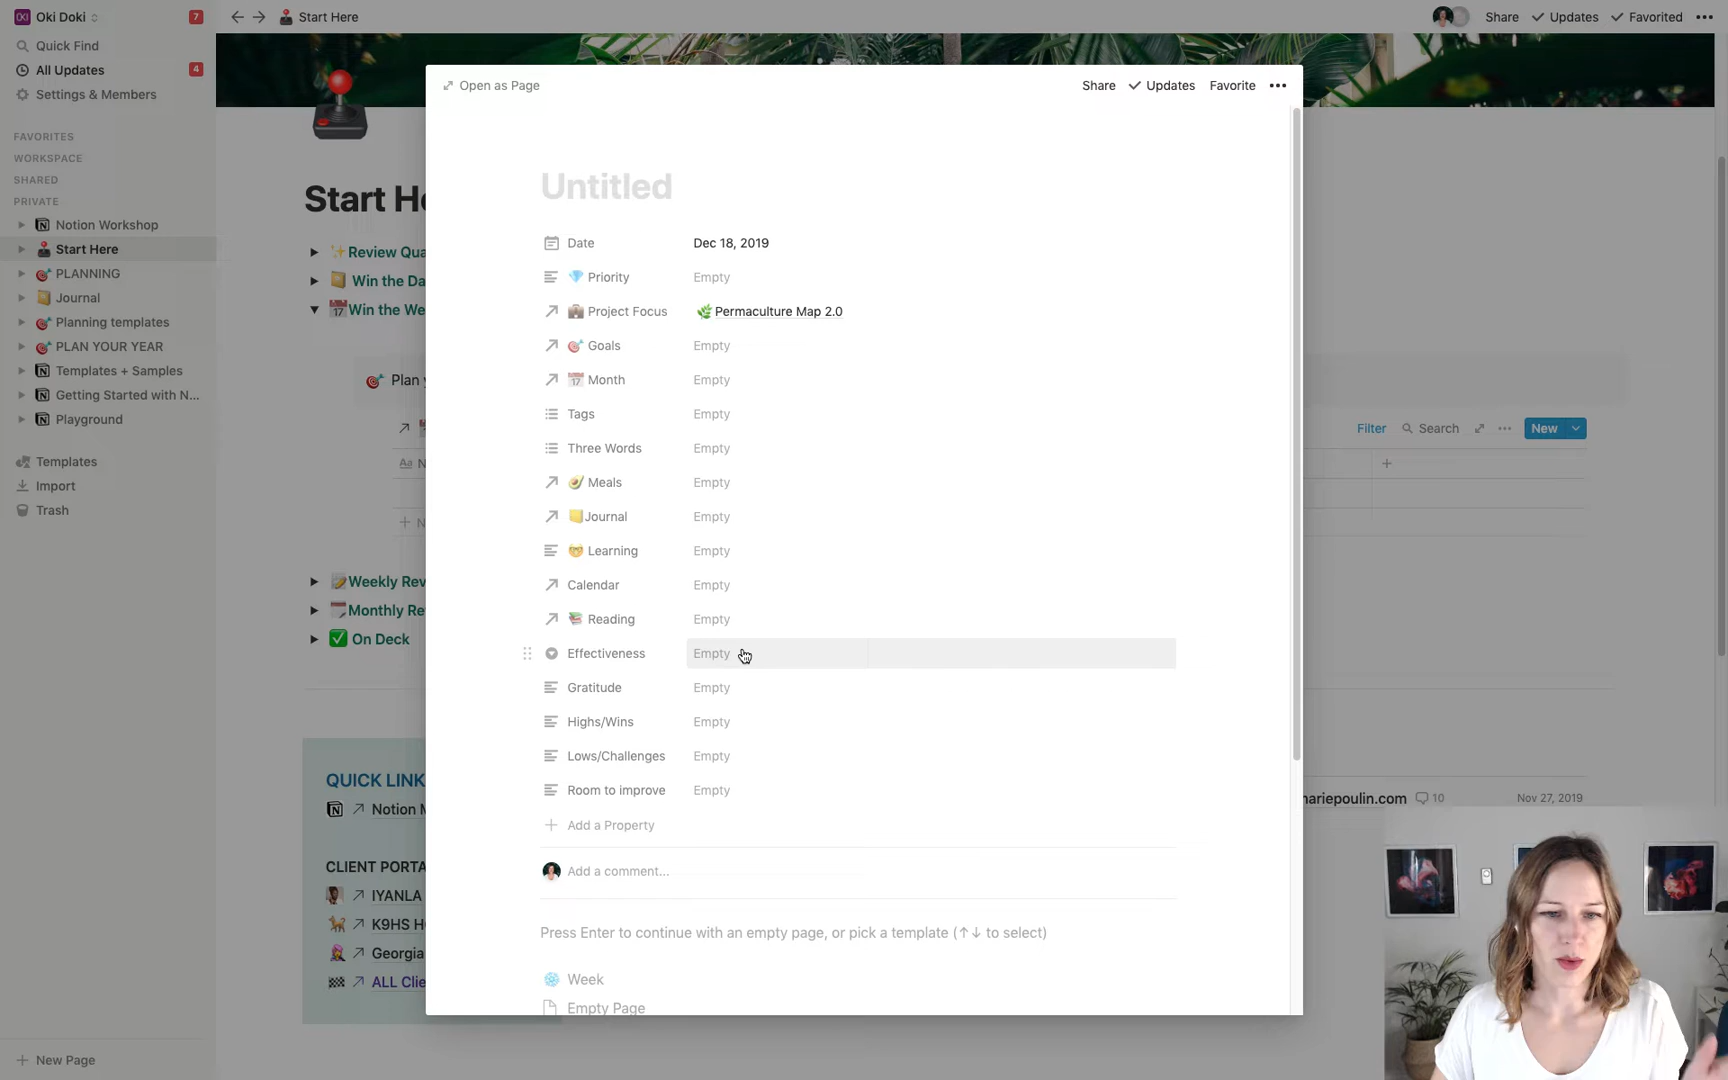 Oki Doki
7
Quick Find
All Updates
4
Settings & Members
FAVORITES
WORKSPACE
SHARED
PRIVATE
Notion Workshop
Start Here
PLANNING
Journal
Planning templates
PLAN YOUR YEAR
Templates + Samples
Getting Started with N...
Playground
Templates
Import
Trash
New Page
Start Here
Share
Updates
Favorited
Start He
Review Qua
Win the Da
Win the We
Plan y
Filter
Search
New
Aa N
N
Weekly Rev
Monthly Re
On Deck
QUICK LINK
Notion M
CLIENT PORTA
IYANLA
K9HS H
Georgia
ALL Clie
nariepoulin.com
10
Nov 27, 2019
Open as Page
Share
Updates
Favorite
Untitled
Date Dec 18, 2019
Priority Empty
Project Focus Permaculture Map 2.0
Goals Empty
Month Empty
Tags Empty
Three Words Empty
Meals Empty
Journal Empty
Learning Empty
Calendar Empty
Reading Empty
Effectiveness Empty
Gratitude Empty
Highs/Wins Empty
Lows/Challenges Empty
Room to improve Empty
Add a Property
Add a comment...
Press Enter to continue with an empty page, or pick a template (↑↓ to select)
Week
Empty Page